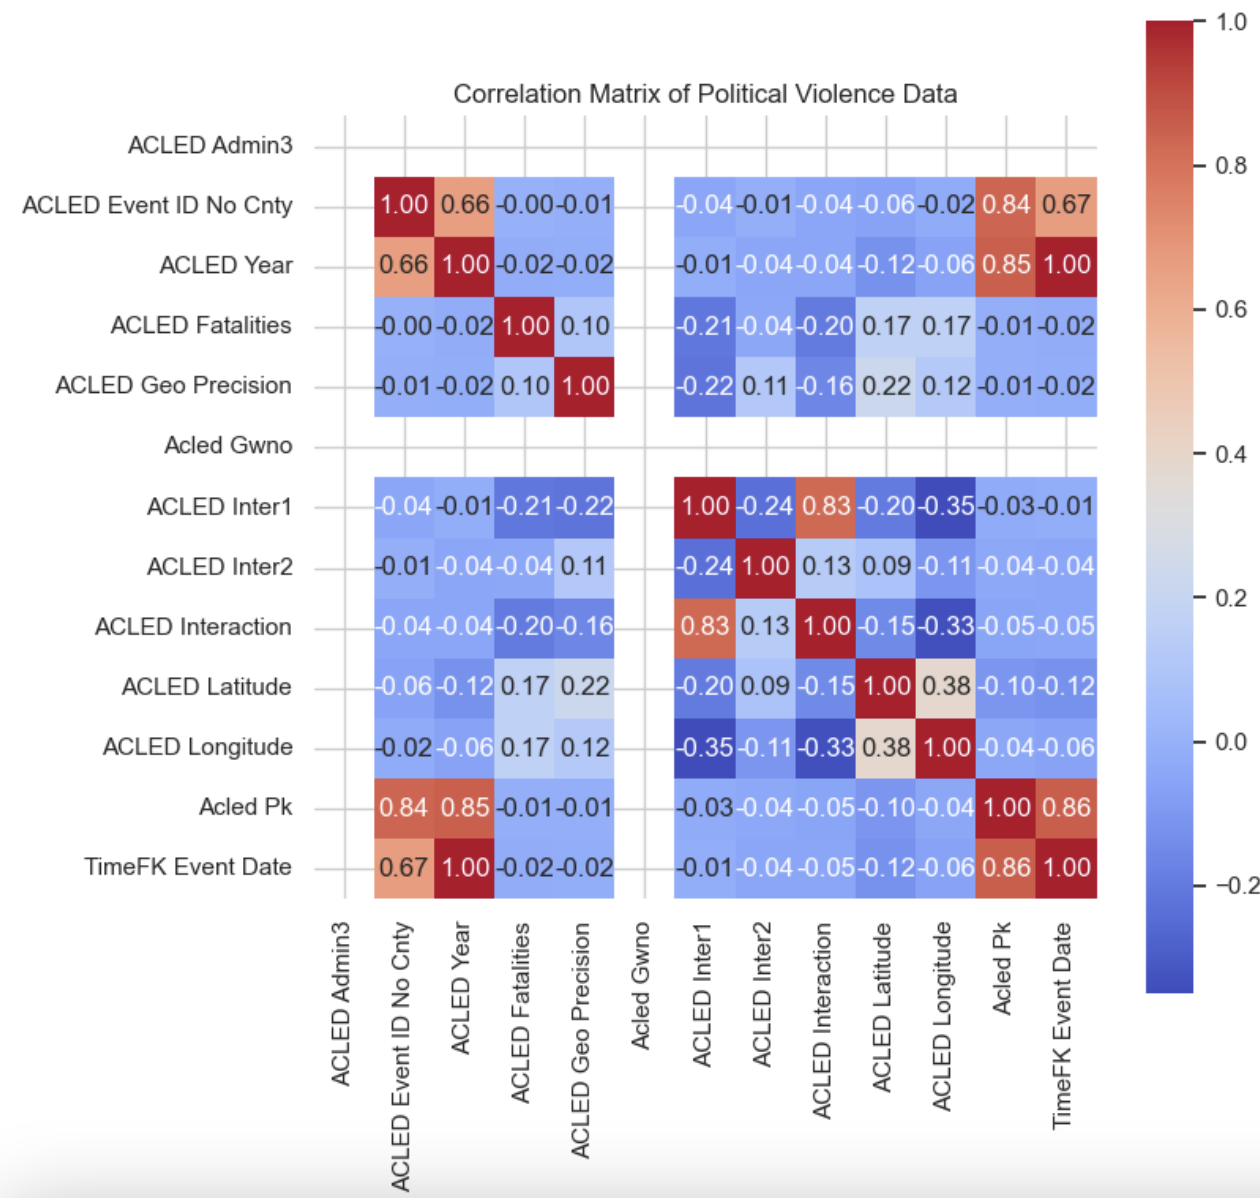 Correlation Matrix of Political Violence Data
ACLED Admin3
ACLED Event ID No Cnty 1.00 0.66 -0.00 -0.01 -0.04 -0.01 -0.04 -0.06 -0.02 0.84 0.67
ACLED Year 0.66 1.00 -0.02 -0.02 -0.01 -0.04 -0.04 -0.12 -0.06 0.85 1.00
ACLED Fatalities -0.00 -0.02 1.00 0.10 -0.21 -0.04 -0.20 0.17 0.17 -0.01 -0.02
ACLED Geo Precision -0.01 -0.02 0.10 1.00 -0.22 0.11 -0.16 0.22 0.12 -0.01 -0.02
Acled Gwno
ACLED Inter1 -0.04 -0.01 -0.21 -0.22 1.00 -0.24 0.83 -0.20 -0.35 -0.03 -0.01
ACLED Inter2 -0.01 -0.04 -0.04 0.11 -0.24 1.00 0.13 0.09 -0.11 -0.04 -0.04
ACLED Interaction -0.04 -0.04 -0.20 -0.16 0.83 0.13 1.00 -0.15 -0.33 -0.05 -0.05
ACLED Latitude -0.06 -0.12 0.17 0.22 -0.20 0.09 -0.15 1.00 0.38 -0.10 -0.12
ACLED Longitude -0.02 -0.06 0.17 0.12 -0.35 -0.11 -0.33 0.38 1.00 -0.04 -0.06
Acled Pk 0.84 0.85 -0.01 -0.01 -0.03 -0.04 -0.05 -0.10 -0.04 1.00 0.86
TimeFK Event Date 0.67 1.00 -0.02 -0.02 -0.01 -0.04 -0.05 -0.12 -0.06 0.86 1.00
ACLED Admin3
ACLED Event ID No Cnty
ACLED Year
ACLED Fatalities
ACLED Geo Precision
Acled Gwno
ACLED Inter1
ACLED Inter2
ACLED Interaction
ACLED Latitude
ACLED Longitude
Acled Pk
TimeFK Event Date
1.0
0.8
0.6
0.4
0.2
0.0
−0.2